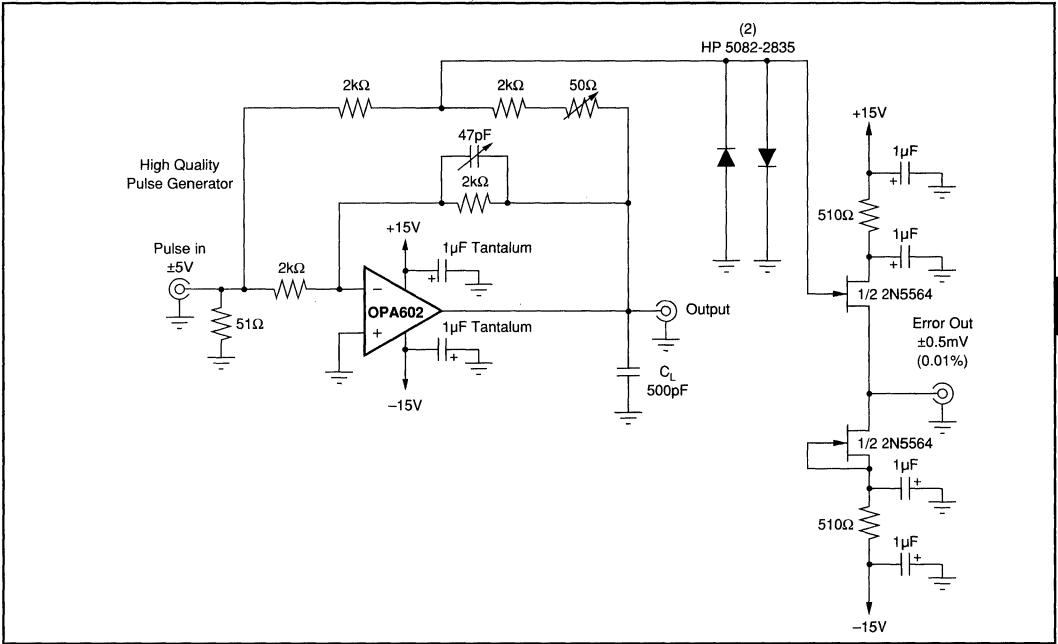 (2)
HP 5082-2835
2kΩ
2kΩ
50Ω
+15V
47pF
1µF
+
High Quality
Pulse Generator
2kΩ
510Ω
+15V
1µF
+
Pulse in
±5V
2kΩ
1µF Tantalum
+
1/2 2N5564
−
OPA602
+
Output
51Ω
1µF Tantalum
+
Error Out
±0.5mV
(0.01%)
CL
500pF
−15V
1/2 2N5564
1µF
+
510Ω
1µF
+
−15V